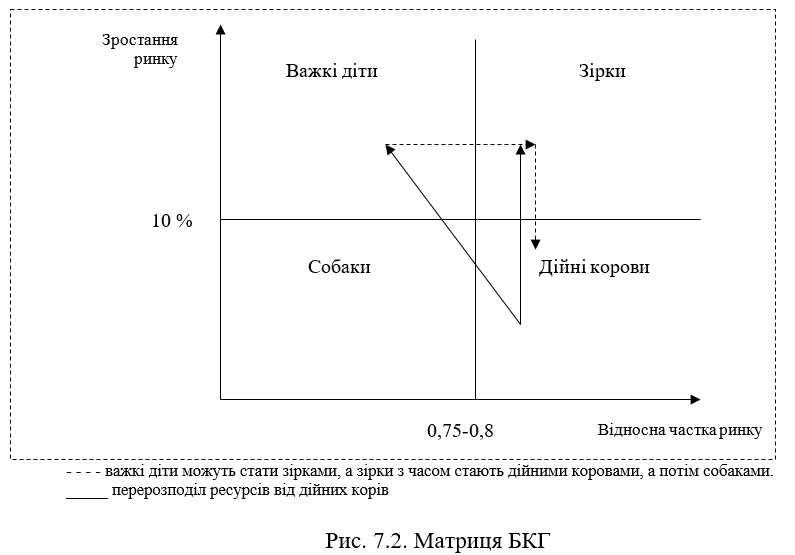 Зростання
ринку
Важкі діти
Зірки
10 %
Собаки
Дійні корови
0,75-0,8
Відносна частка ринку
- - - - важкі діти можуть стати зірками, а зірки з часом стають дійними коровами, а потім собаками.
_____ перерозподіл ресурсів від дійних корів
Рис. 7.2. Матриця БКГ